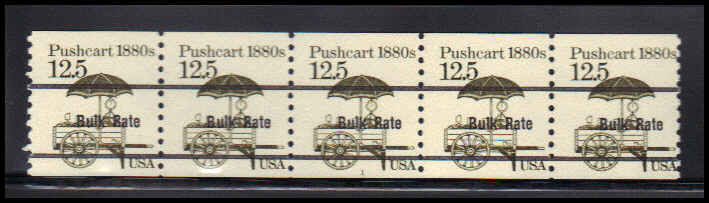 Pushcart 1880s Pushcart 1880s Pushcart 1880s Pushcart 1880s Pushcart 1880s
12.5 12.5 12.5 12.5 12.5
Bulk Rate Bulk Rate Bulk Rate Bulk Rate Bulk Rate
USA USA USA USA USA
1